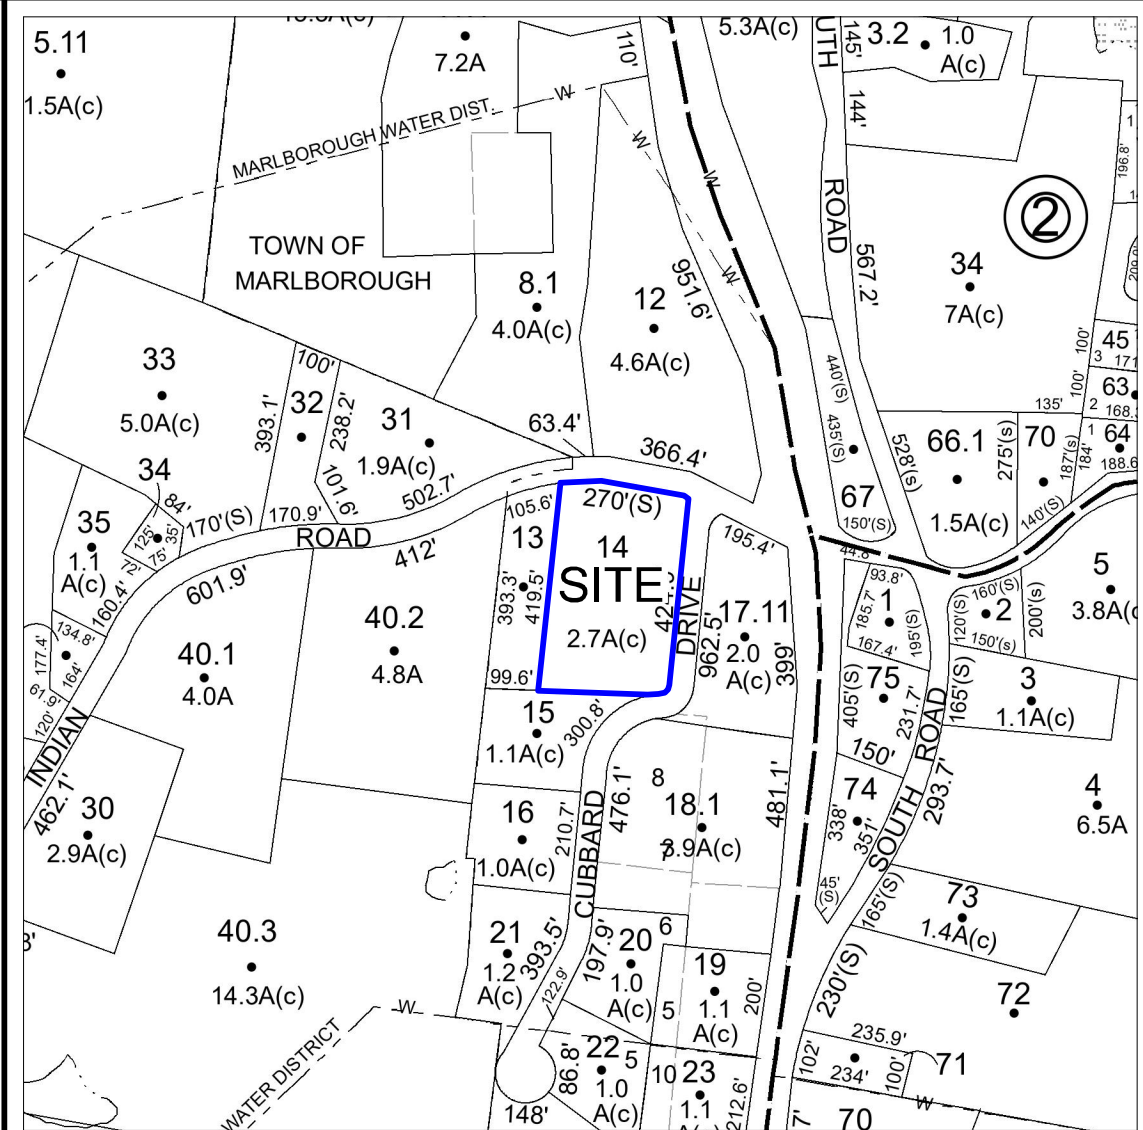 5.11
1.5A(c)
7.2A
110'
5.3A(c)
145'
3.2
1.0
A(c)
144'
W
MARLBOROUGH WATER DIST.
W
W
W
ROAD
196.8'
2
TOWN OF
MARLBOROUGH
8.1
4.0A(c)
12
4.6A(c)
951.6'
567.2'
34
7A(c)
33
5.0A(c)
393.1'
100'
32
238.2'
31
1.9A(c)
101.6'
502.7'
63.4'
366.4'
440'(S)
435'(S)
528'(s)
100'
100'
45
3
171
135'
63
2
168.
1
64
184'
188.6
66.1
275'(s)
1.5A(c)
70
187'(s)
140'(S)
67
150'(S)
34
84'
125'
35'
75'
72'
170'(S)
170.9'
ROAD
412'
35
1.1
A(c)
160.4'
601.9'
105.6'
13
393.3'
419.5'
99.6'
270'(S)
14
SITE
2.7A(c)
DRIVE
962.5'
195.4'
17.11
2.0
A(c)
399'
44.8'
93.8'
185.7'
1
195'(S)
167.4'
120'(S)
160'(S)
2
150'(s)
200'(s)
5
3.8A(c)
134.8'
177.4'
164'
61.9'
120'
INDIAN
462.1'
40.1
4.0A
40.2
4.8A
15
1.1A(c)
300.8'
75
405'(S)
231.7'
150'
165'(S)
3
1.1A(c)
ROAD
30
2.9A(c)
16
1.0A(c)
210.7'
CUBBARD
476.1'
8
18.1
3.9A(c)
7
481.1'
74
338'
351'
45'
(S)
SOUTH
293.7'
4
6.5A
165'(S)
73
1.4A(c)
40.3
14.3A(c)
21
1.2
A(c)
393.5'
122.9'
197.9'
20
1.0
A(c)
6
5
19
1.1
A(c)
200'
230'(S)
72
W
WATER DISTRICT
86.8'
148'
22
1.0
A(c)
5
10
23
1.1
212.6'
235.9'
102'
234'
100'
71
W
70